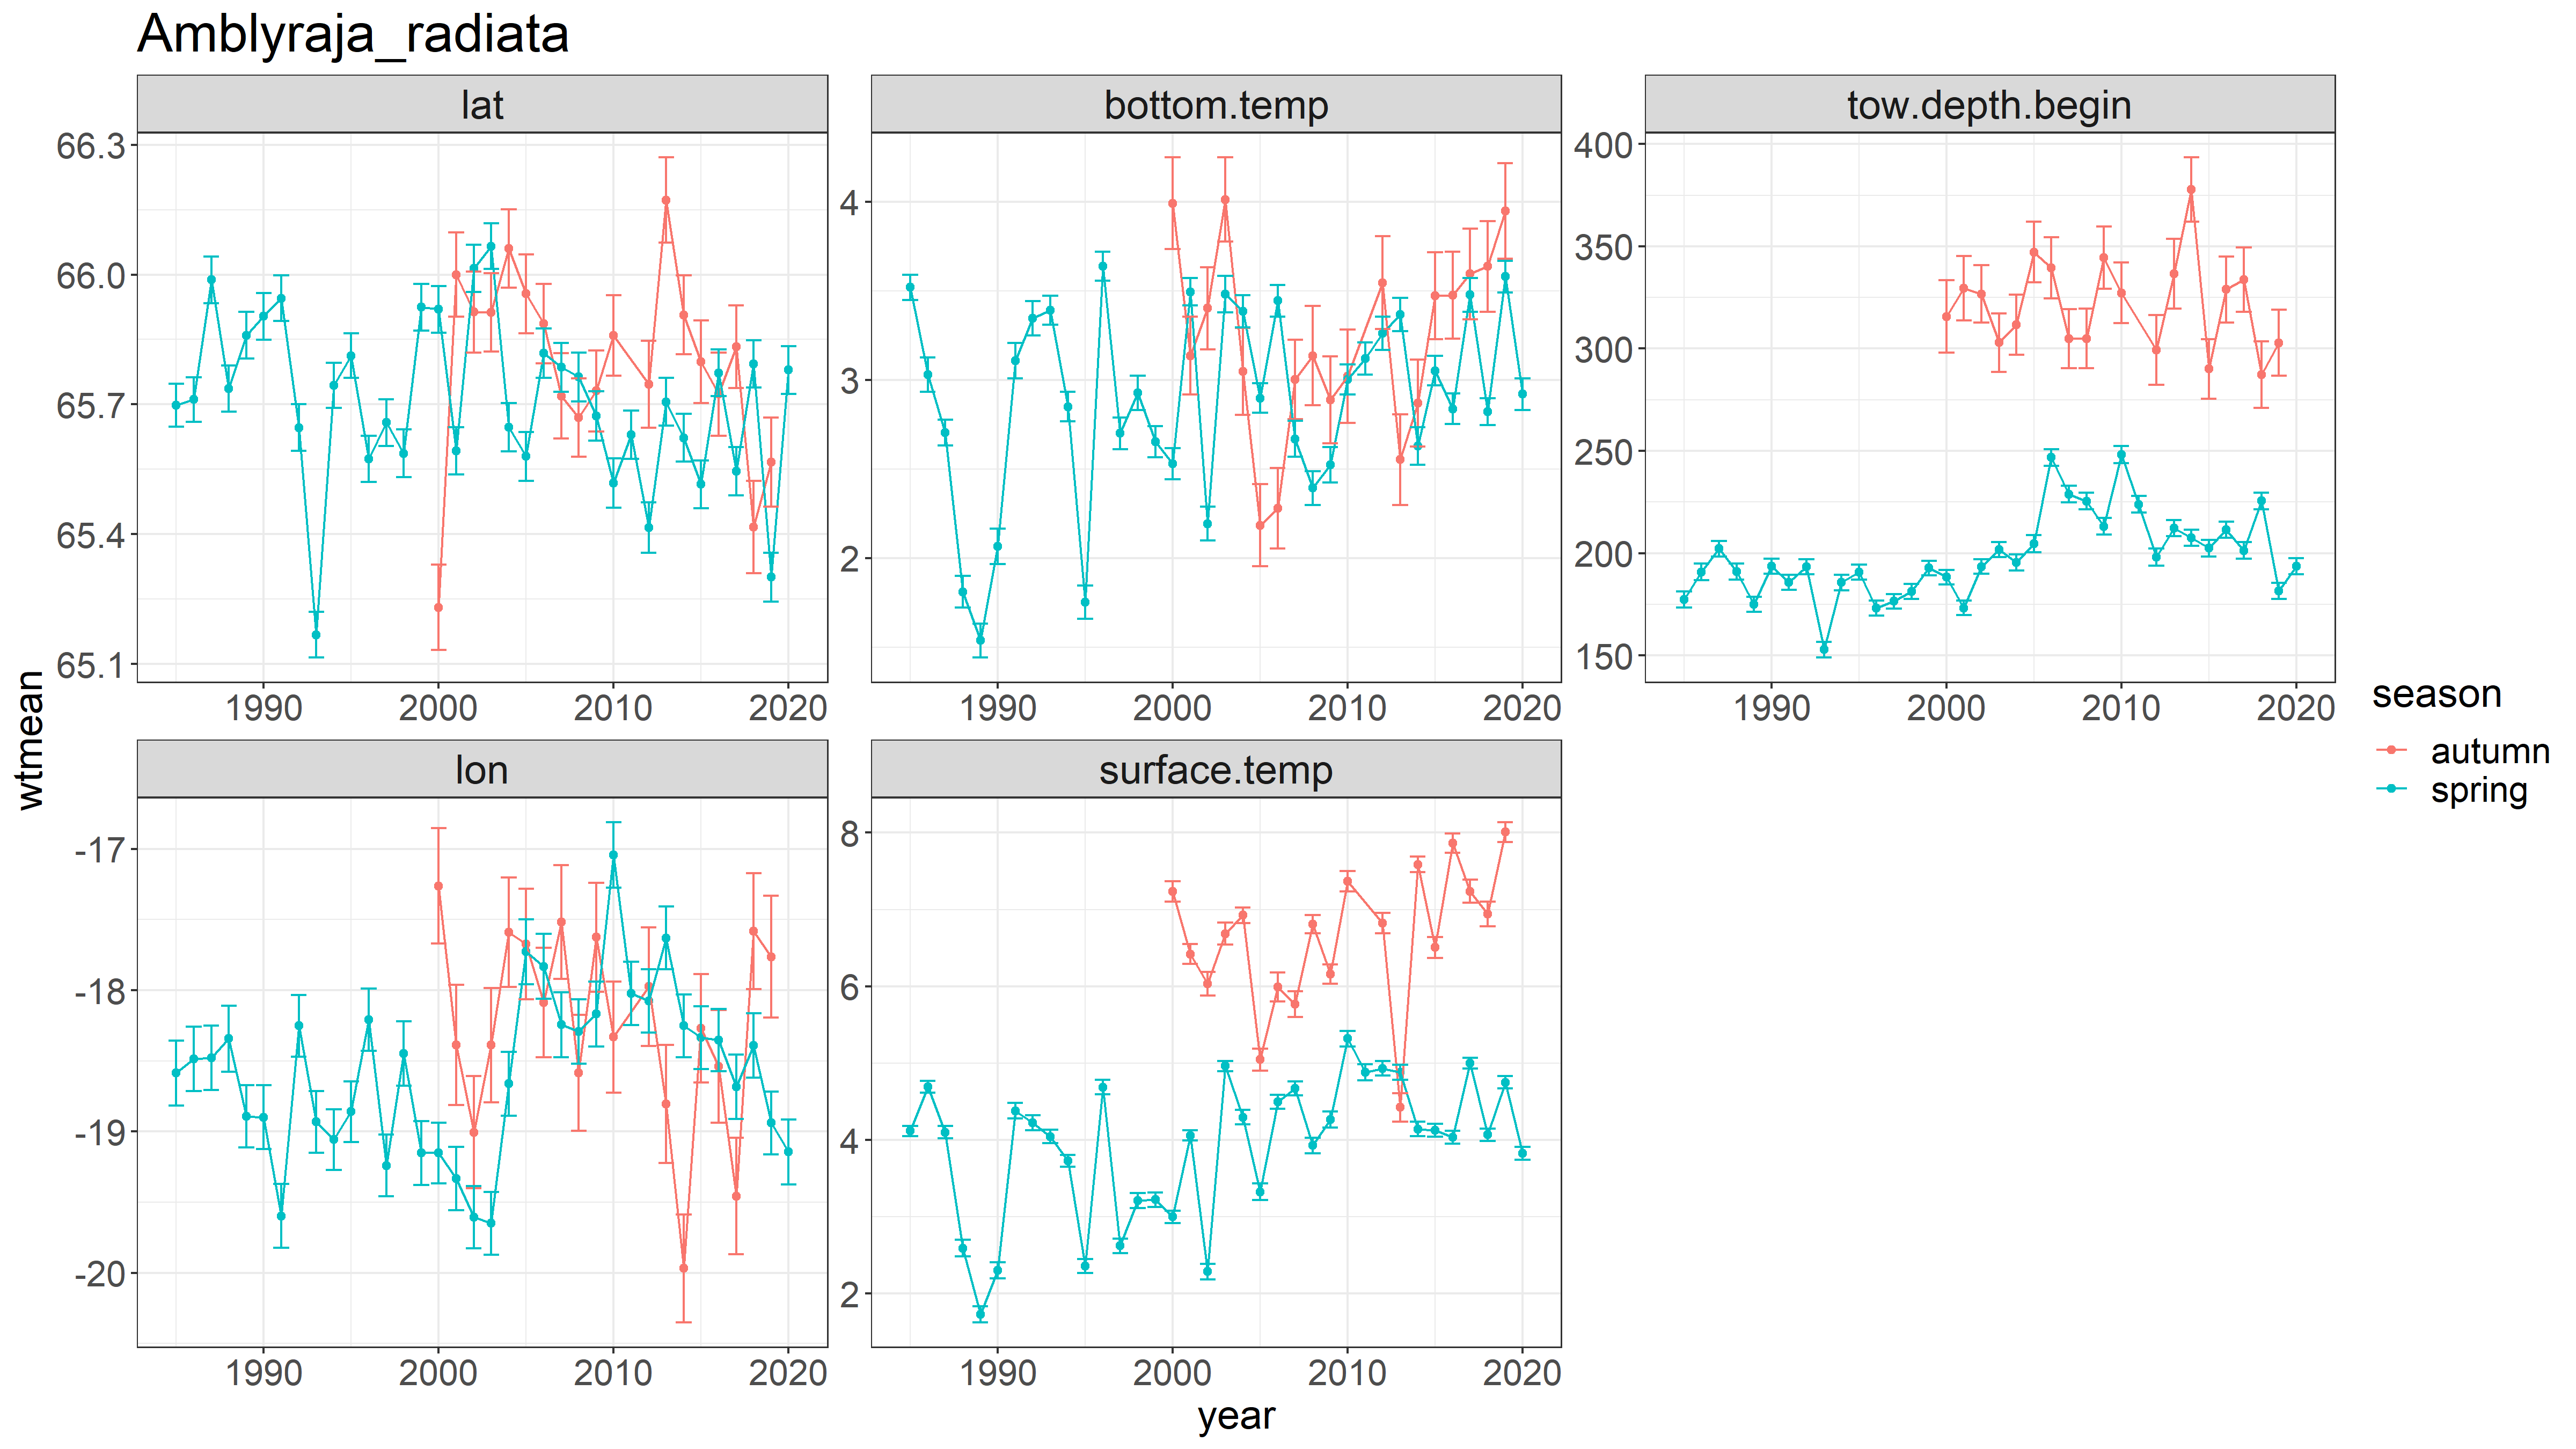 Amblyraja_radiata
lat
bottom.temp
tow.depth.begin
66.3
66.0
65.7
65.4
65.1
4
3
2
400
350
300
250
200
150
1990 2000 2010 2020
1990 2000 2010 2020
1990 2000 2010 2020
wtmean
lon
surface.temp
-17
-18
-19
-20
8
6
4
2
1990 2000 2010 2020
1990 2000 2010 2020
year
season
autumn
spring